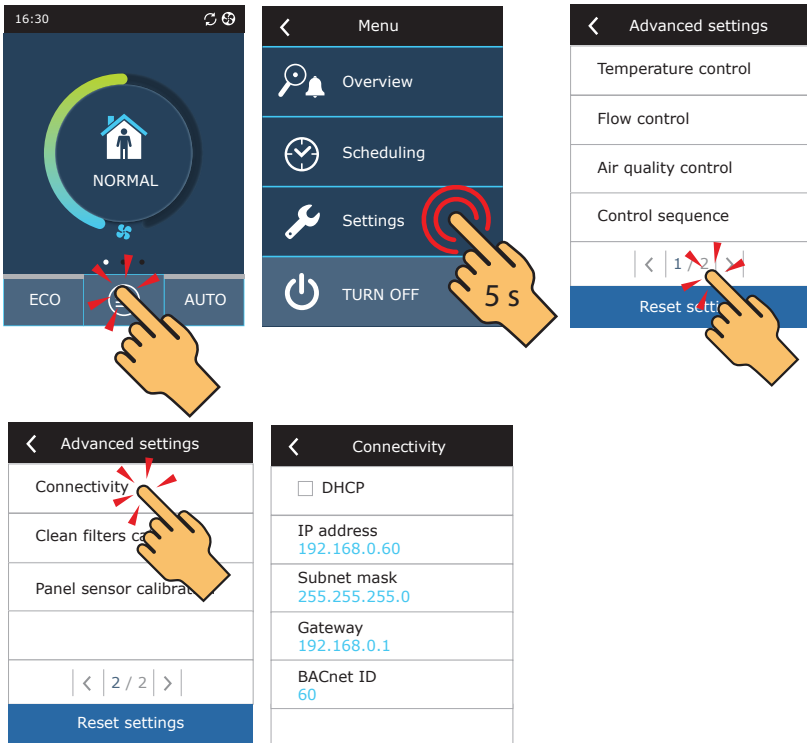 16:30
NORMAL
ECO
AUTO
Menu
Overview
Scheduling
Settings
TURN OFF
5 s
Advanced settings
Temperature control
Flow control
Air quality control
Control sequence
1 / 2
Reset
Advanced settings
Connectivity
Clean filters
Panel sensor
2 / 2
Reset settings
Connectivity
DHCP
IP address
192.168.0.60
Subnet mask
255.255.255.0
Gateway
192.168.0.1
BACnet ID
60